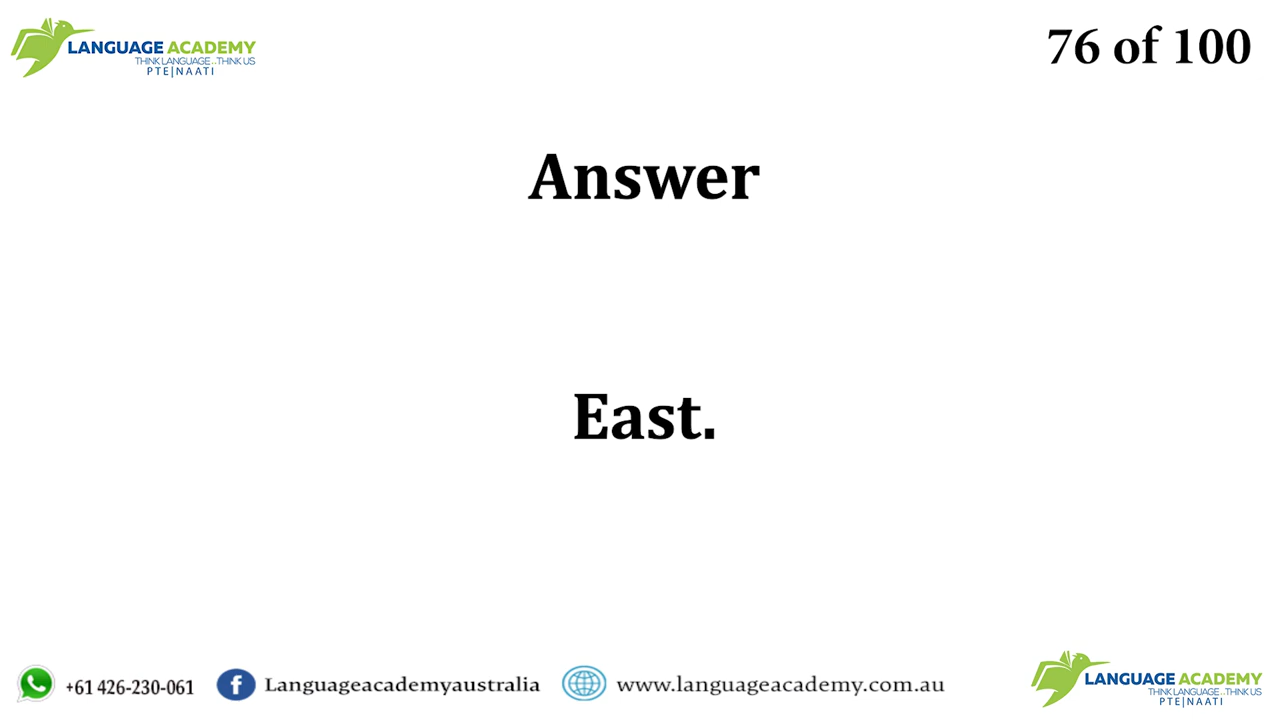 LANGUAGE ACADEMY
THINK LANGUAGE...THINK US
PTE|NAATI
76 of 100
Answer
East.
+61 426-230-061
Languageacademyaustralia
www.languageacademy.com.au
LANGUAGE ACADEMY
THINK LANGUAGE...THINK US
PTE|NAATI